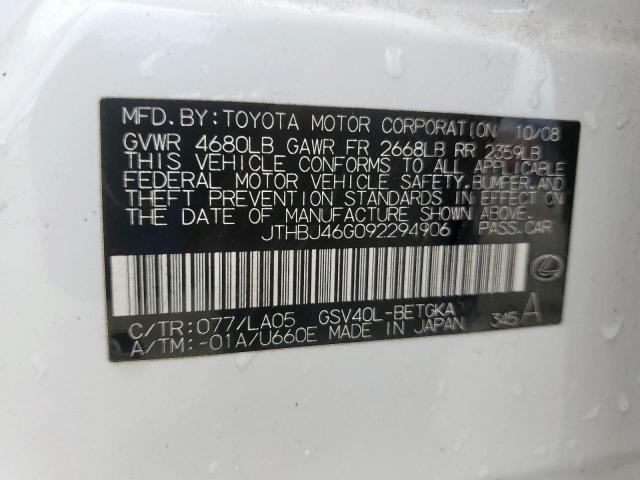 MFD. BY: TOYOTA MOTOR CORPORATION 10/08
GVWR 4680LB GAWR FR 2668LB RR 2359LB
THIS VEHICLE CONFORMS TO ALL APPLICABLE
FEDERAL MOTOR VEHICLE SAFETY, BUMPER, AND
THEFT PREVENTION STANDARDS IN EFFECT ON
THE DATE OF MANUFACTURE SHOWN ABOVE.
JTHBJ46G092294906 PASS. CAR
C/TR: 077/LA05 GSV40L-BETGKA 345 A
A/TM: -01A/U660E MADE IN JAPAN